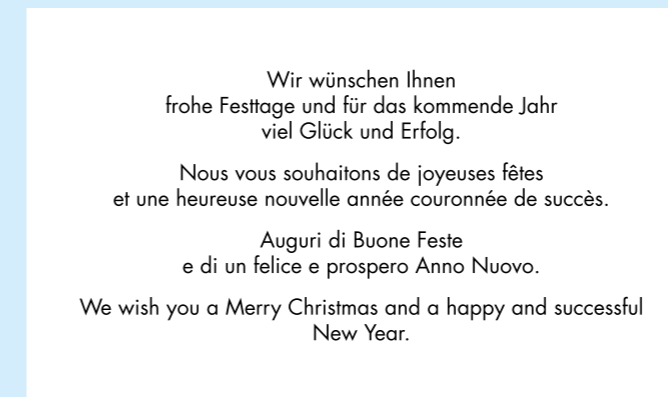 Wir wünschen Ihnen
frohe Festtage und für das kommende Jahr
viel Glück und Erfolg.
Nous vous souhaitons de joyeuses fêtes
et une heureuse nouvelle année couronnée de succès.
Auguri di Buone Feste
e di un felice e prospero Anno Nuovo.
We wish you a Merry Christmas and a happy and successful
New Year.